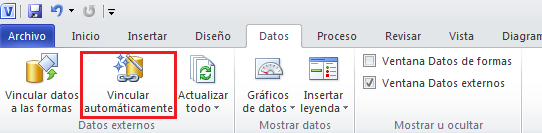 V
Archivo Inicio Insertar Diseño Datos Proceso Revisar Vista Diagram
Vincular datos a las formas
Vincular automáticamente
Actualizar todo
Gráficos de datos
Insertar leyenda
Ventana Datos de formas
Ventana Datos externos
Datos externos Mostrar datos Mostrar u ocultar